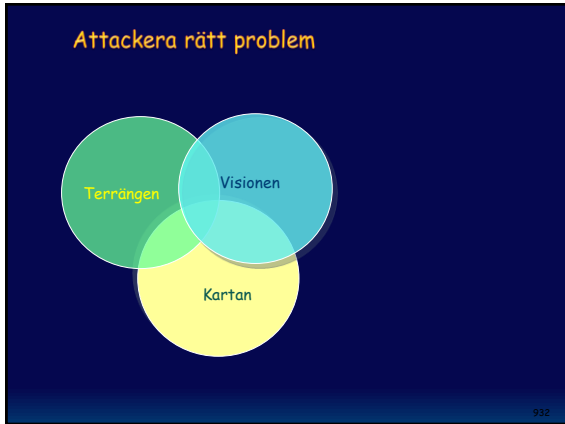 Attackera rätt problem
Terrängen
Visionen
Kartan
932